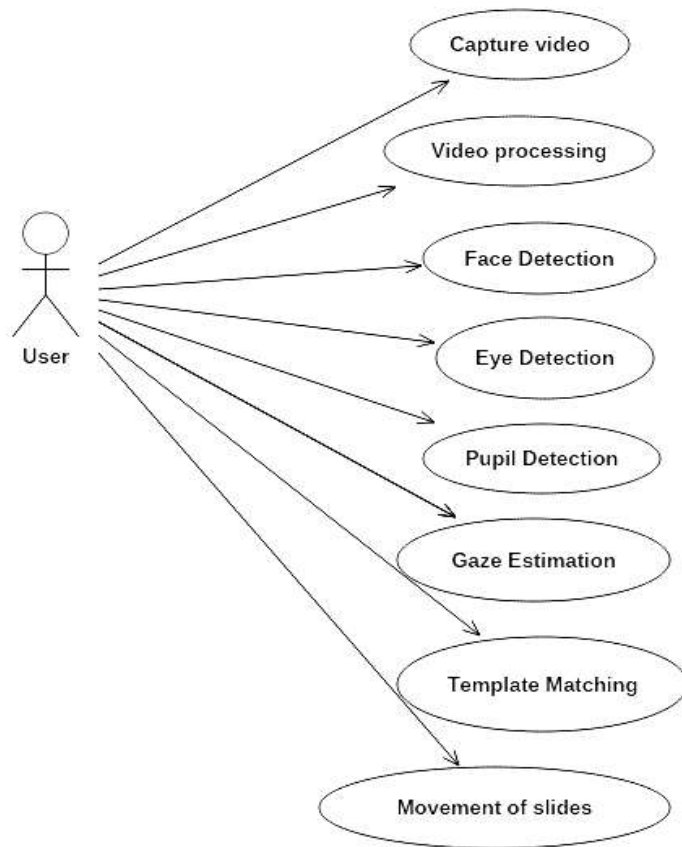 Capture video
Video processing
Face Detection
User
Eye Detection
Pupil Detection
Gaze Estimation
Template Matching
Movement of slides